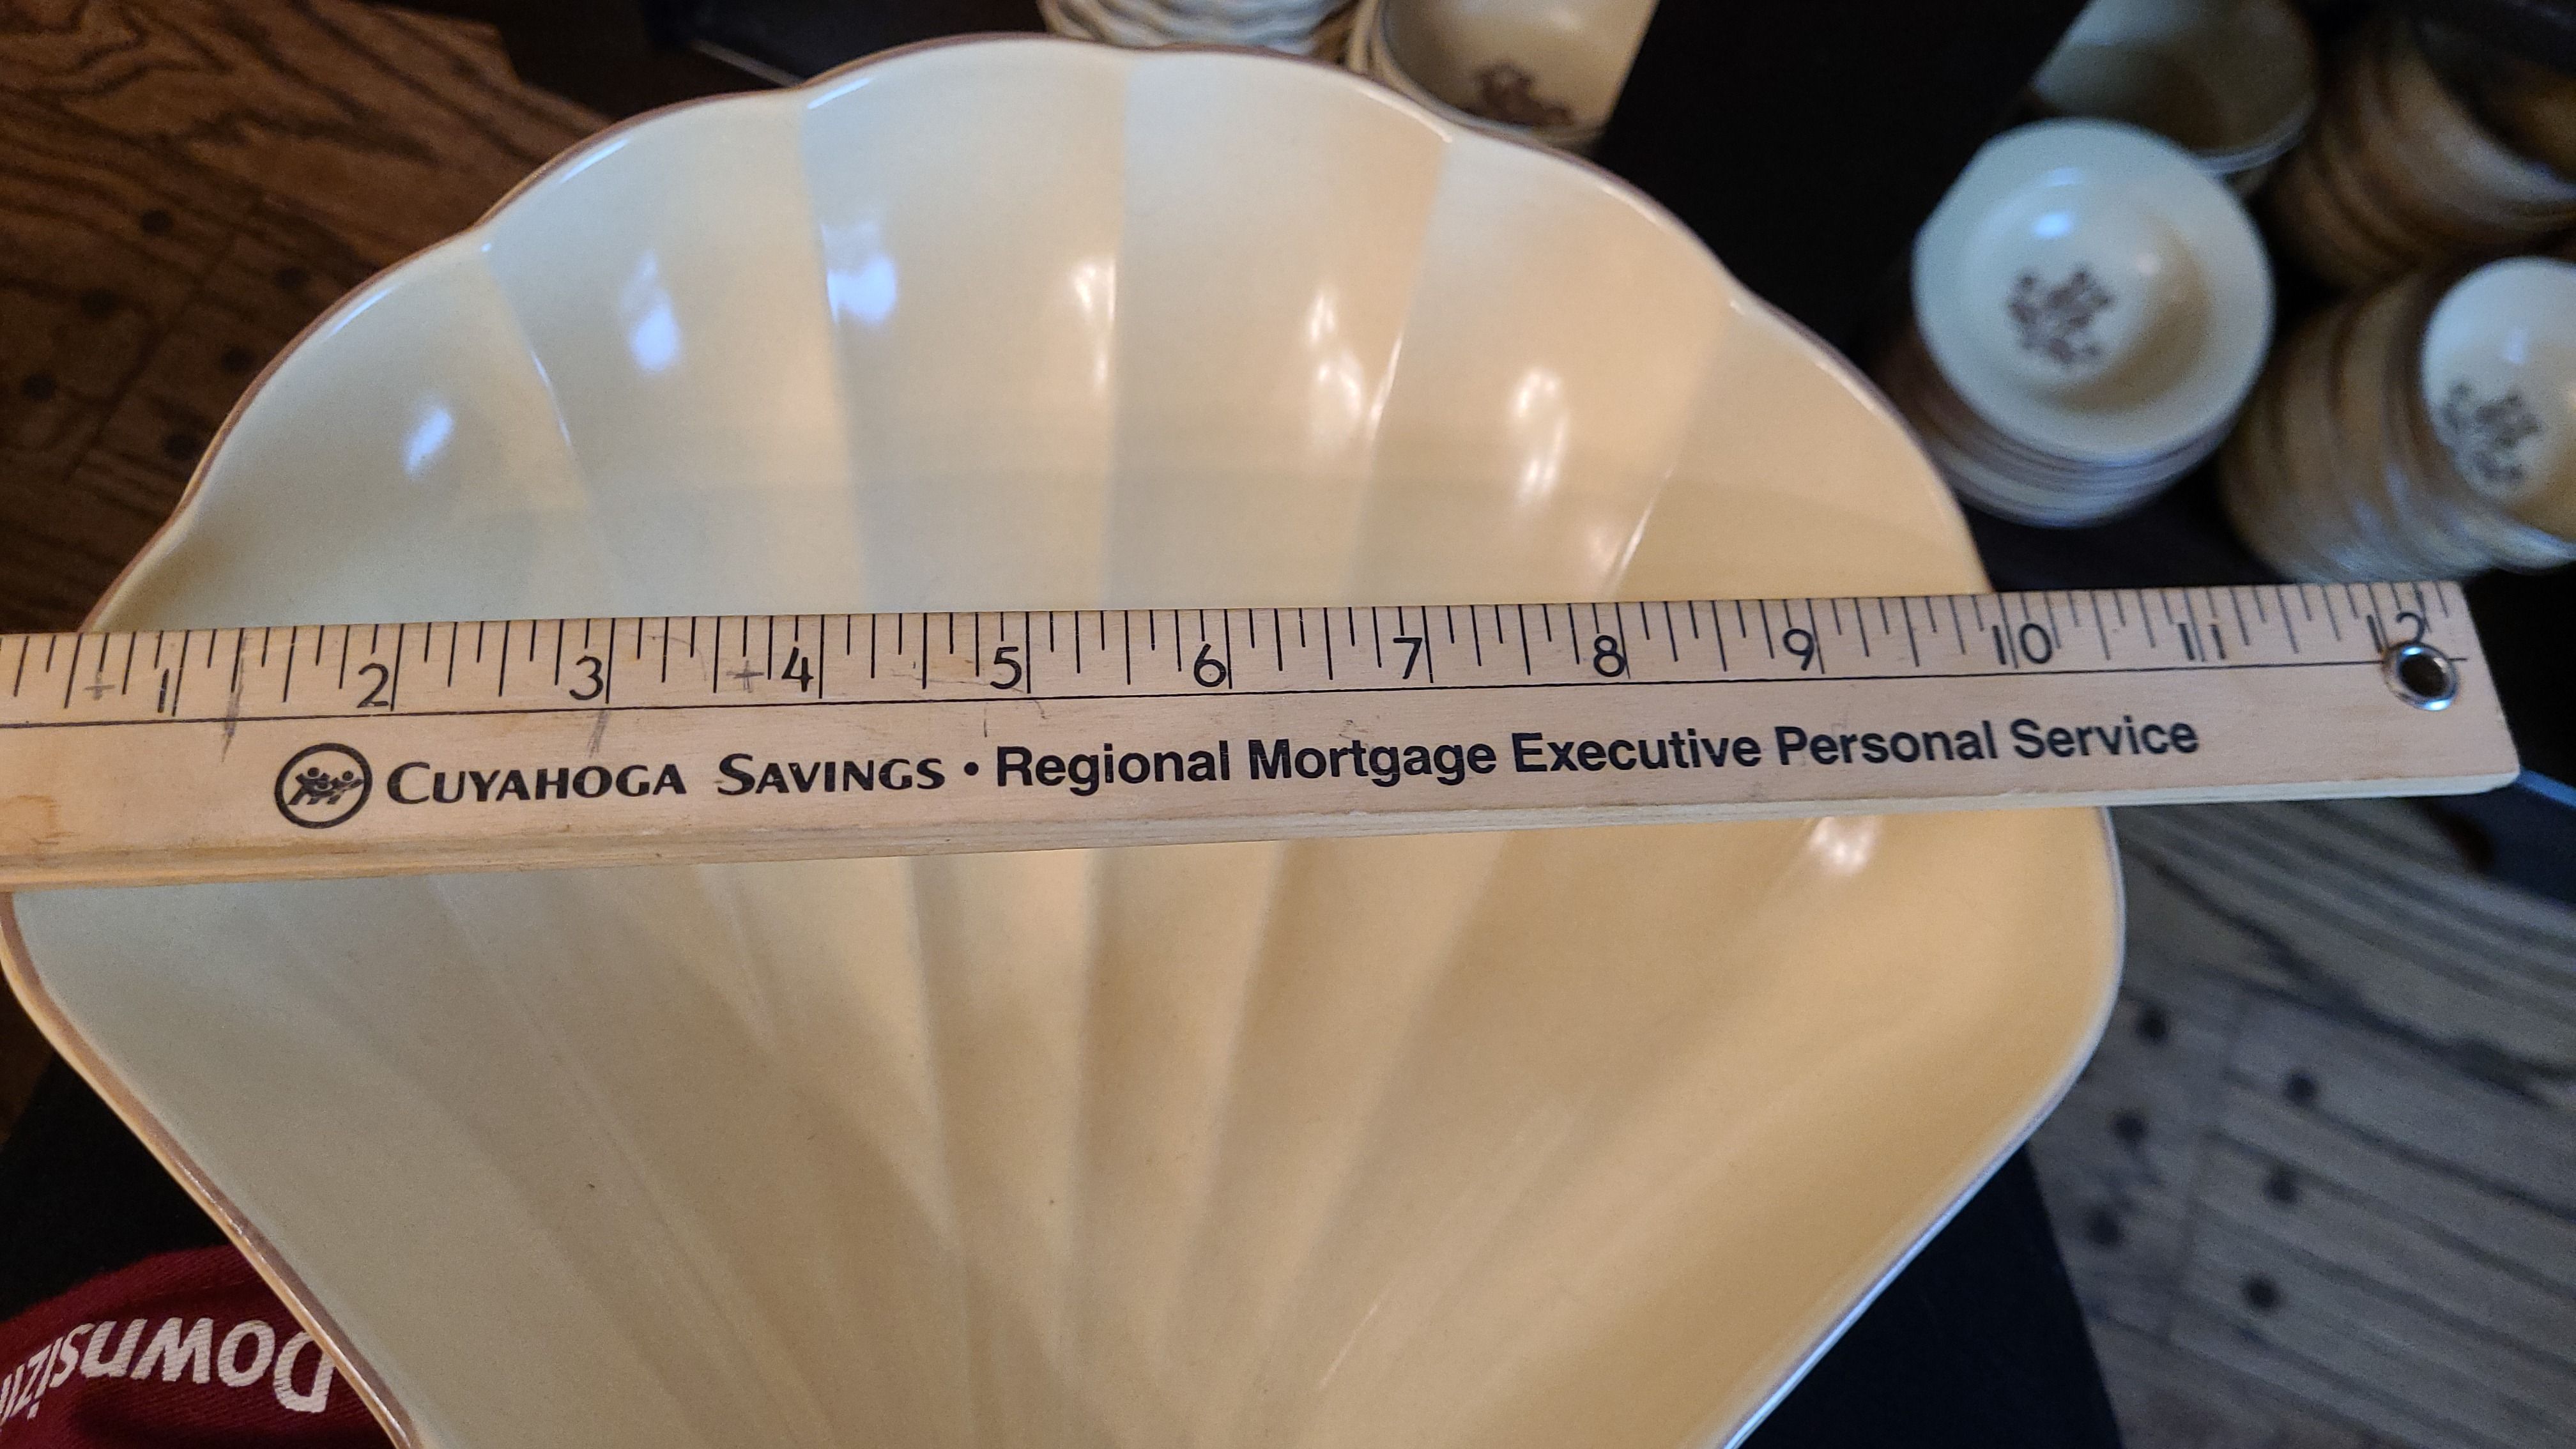 1 2 3 4 5 6 7 8 9 10 11 12
CUYAHOGA SAVINGS • Regional Mortgage Executive Personal Service
Downsizi